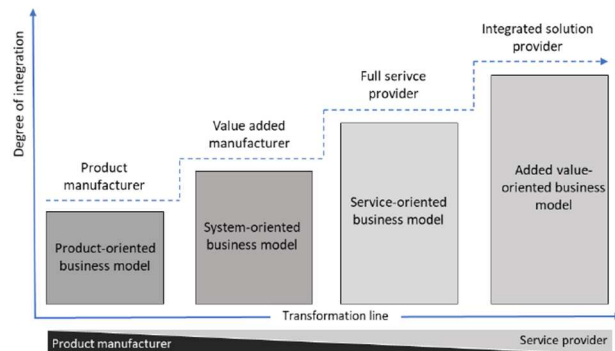 Degree of integration
Product
manufacturer
Value added
manufacturer
Full serivce
provider
Integrated solution
provider
Product-oriented
business model
System-oriented
business model
Service-oriented
business model
Added value-
oriented business
model
Transformation line
Product manufacturer
Service provider